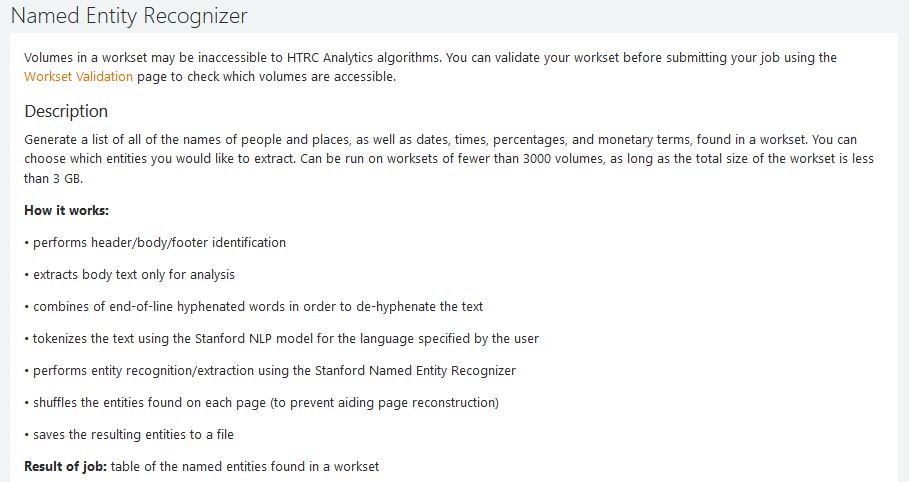 Named Entity Recognizer
Volumes in a workset may be inaccessible to HTRC Analytics algorithms. You can validate your workset before submitting your job using the
Workset Validation page to check which volumes are accessible.
Description
Generate a list of all of the names of people and places, as well as dates, times, percentages, and monetary terms, found in a workset. You can
choose which entities you would like to extract. Can be run on worksets of fewer than 3000 volumes, as long as the total size of the workset is less
than 3 GB.
How it works:
• performs header/body/footer identification
• extracts body text only for analysis
• combines of end-of-line hyphenated words in order to de-hyphenate the text
• tokenizes the text using the Stanford NLP model for the language specified by the user
• performs entity recognition/extraction using the Stanford Named Entity Recognizer
• shuffles the entities found on each page (to prevent aiding page reconstruction)
• saves the resulting entities to a file
Result of job: table of the named entities found in a workset